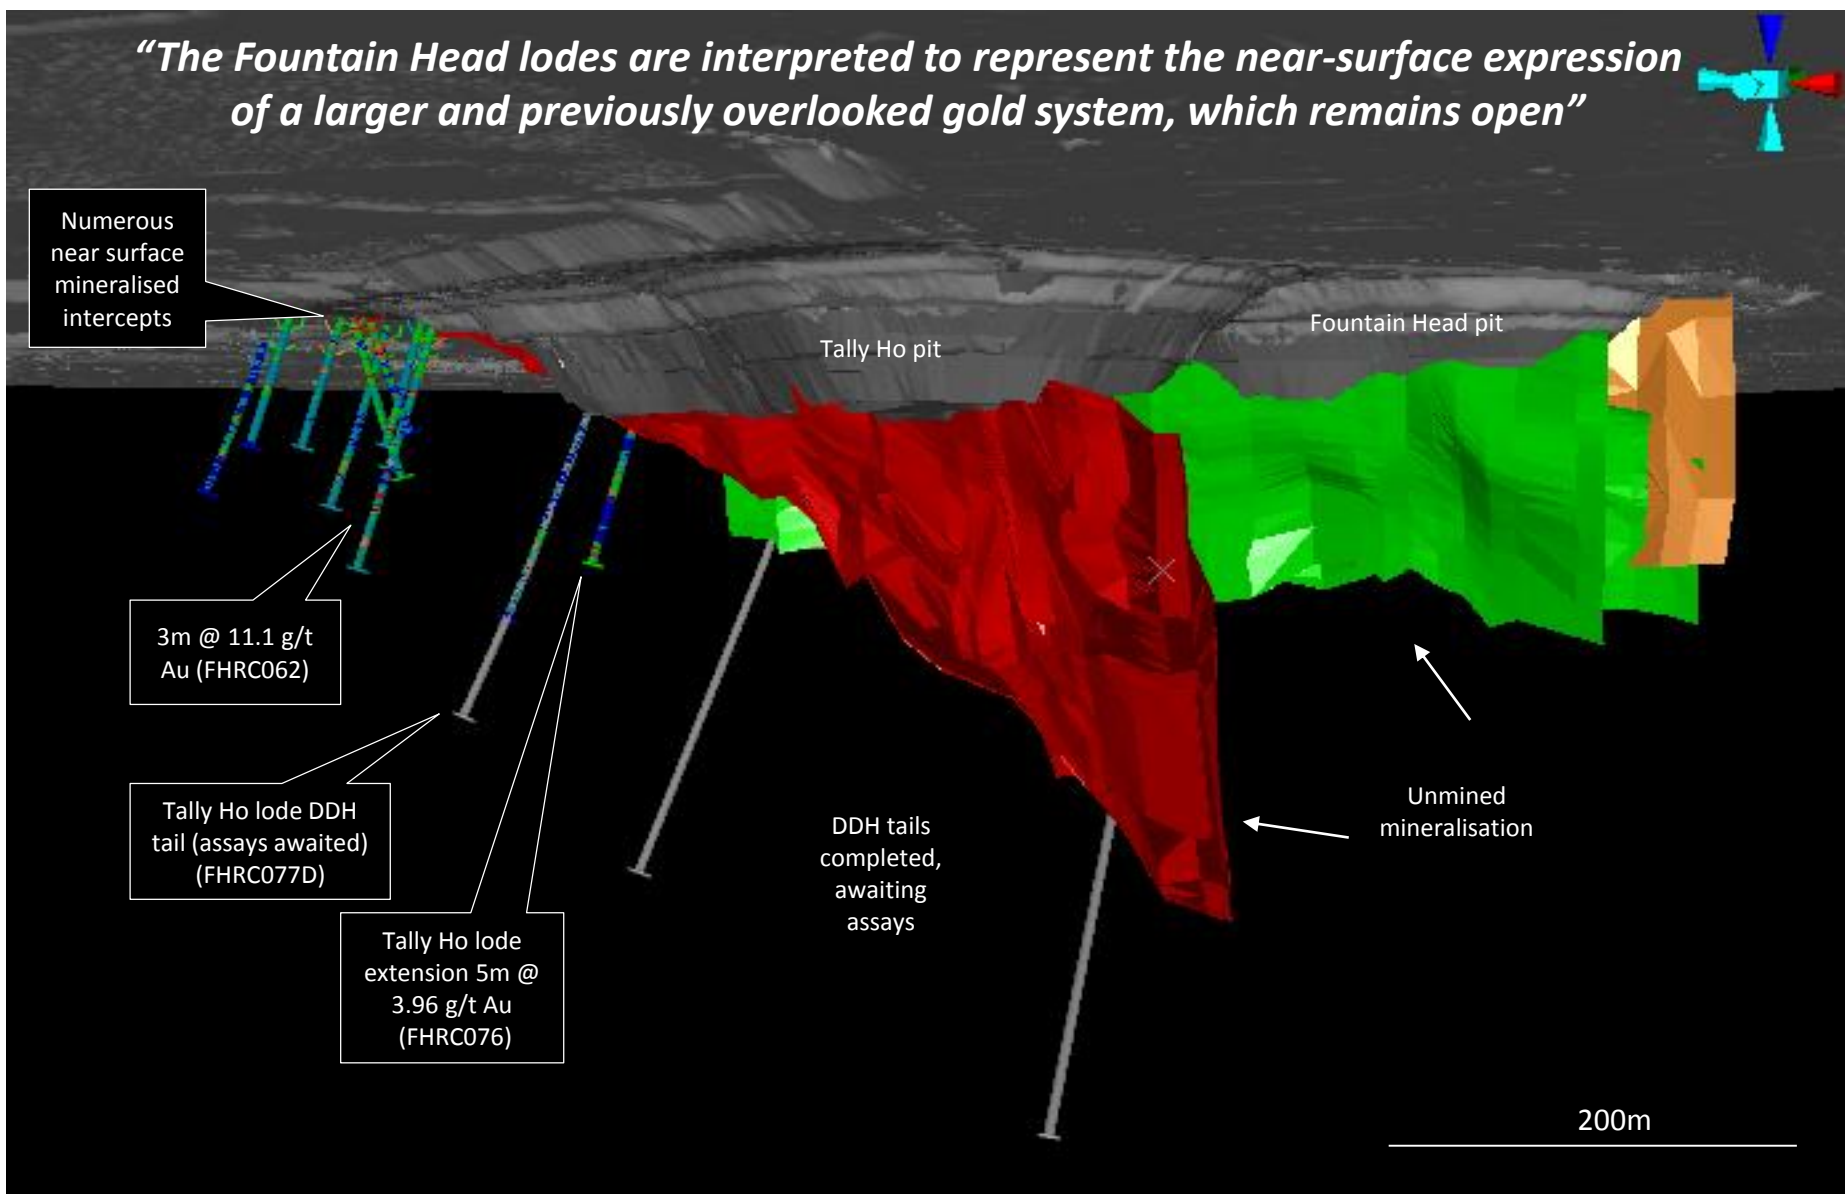 “The Fountain Head lodes are interpreted to represent the near-surface expression
of a larger and previously overlooked gold system, which remains open”
Numerous
near surface
mineralised
intercepts
Tally Ho pit
Fountain Head pit
3m @ 11.1 g/t
Au (FHRC062)
Tally Ho lode DDH
tail (assays awaited)
(FHRC077D)
Tally Ho lode
extension 5m @
3.96 g/t Au
(FHRC076)
DDH tails
completed,
awaiting
assays
Unmined
mineralisation
200m